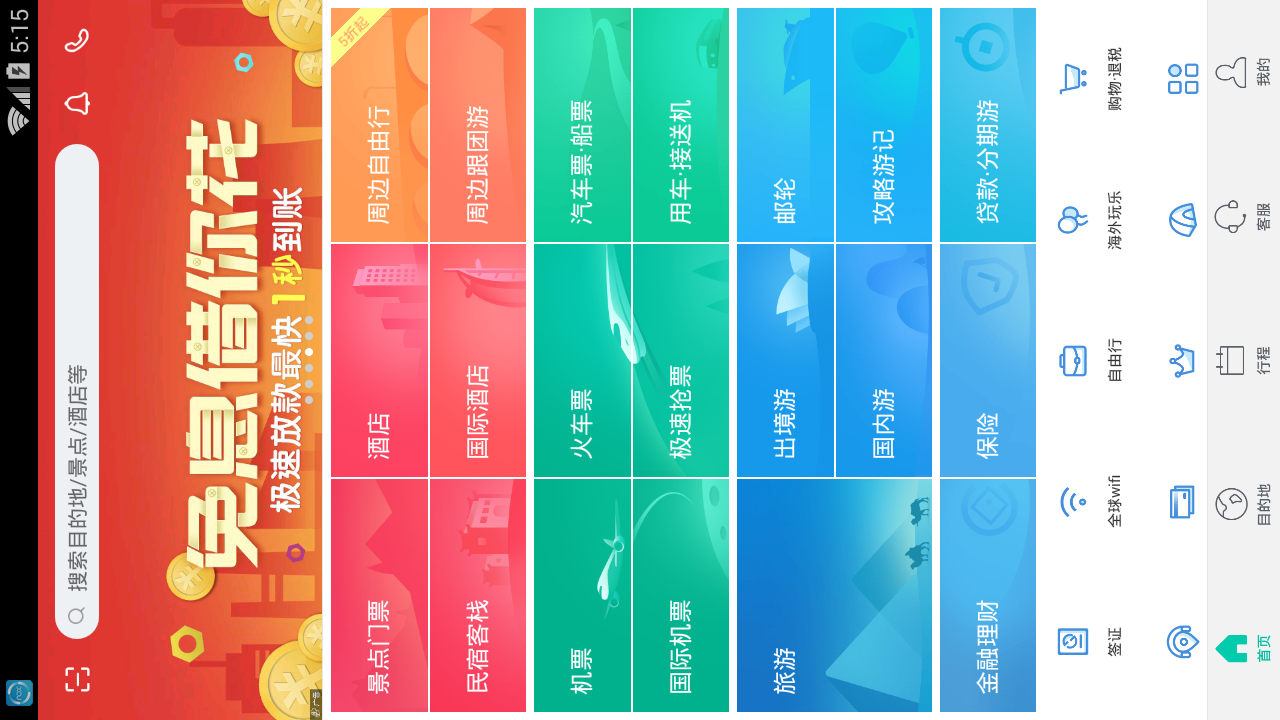 5:15
搜索目的地/景点/酒店等
免息借你花
极速放款最快1秒到账
广告
景点门票
酒店
周边自由行
5折起
民宿客栈
国际酒店
周边跟团游
机票
火车票
汽车票·船票
国际机票
极速抢票
用车·接送机
旅游
出境游
邮轮
国内游
攻略游记
金融理财
保险
贷款·分期游
签证
全球wifi
自由行
海外玩乐
购物·退税
首页
目的地
行程
客服
我的